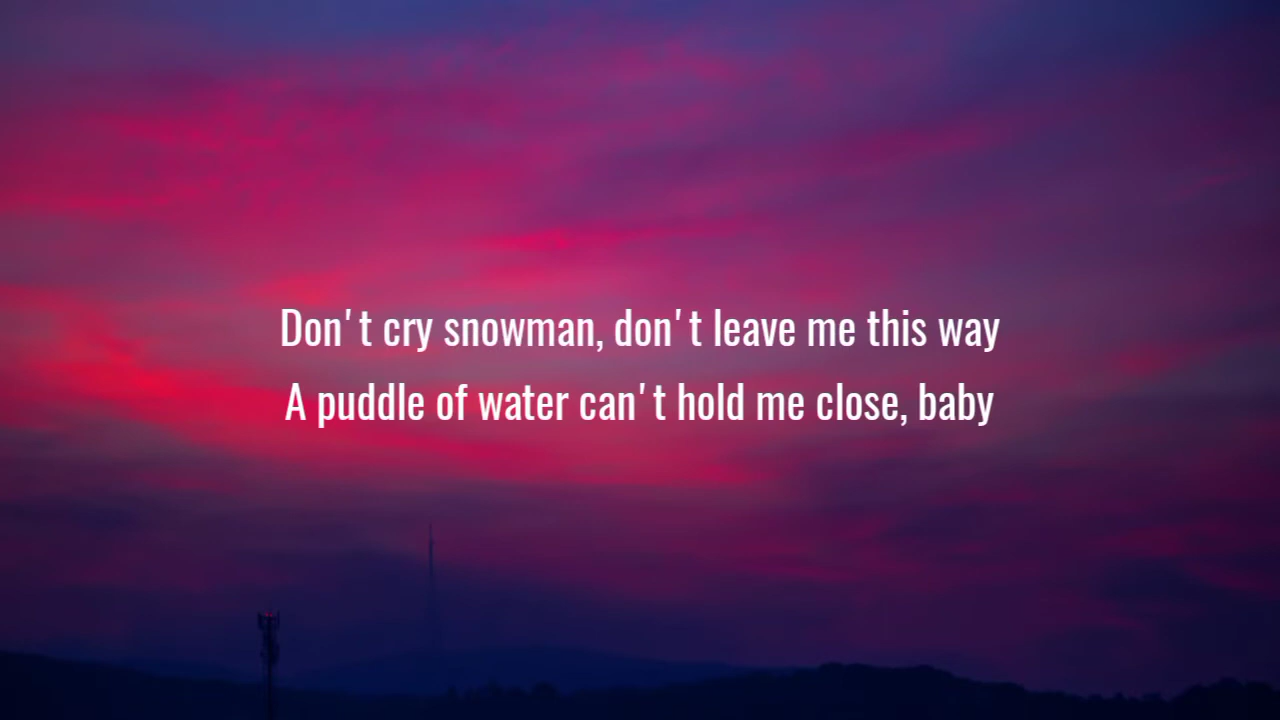 Don't cry snowman, don't leave me this way
A puddle of water can't hold me close, baby